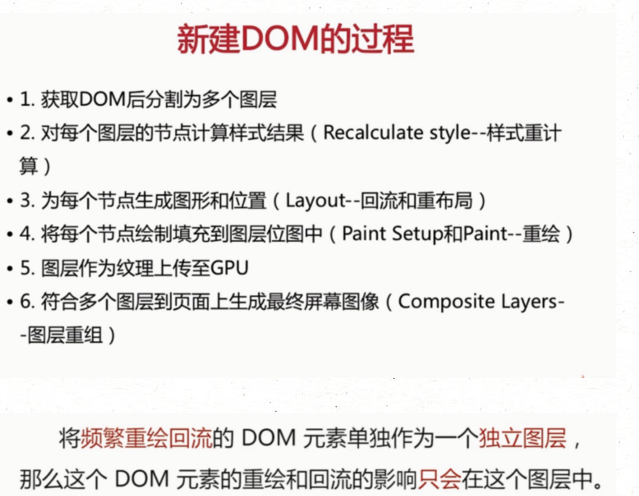 新建DOM的过程
• 1. 获取DOM后分割为多个图层
• 2. 对每个图层的节点计算样式结果（Recalculate style--样式重计
算）
• 3. 为每个节点生成图形和位置（Layout--回流和重布局）
• 4. 将每个节点绘制填充到图层位图中（Paint Setup和Paint--重绘）
• 5. 图层作为纹理上传至GPU
• 6. 符合多个图层到页面上生成最终屏幕图像（Composite Layers-
-图层重组）
将频繁重绘回流的 DOM 元素单独作为一个独立图层，
那么这个 DOM 元素的重绘和回流的影响只会在这个图层中。